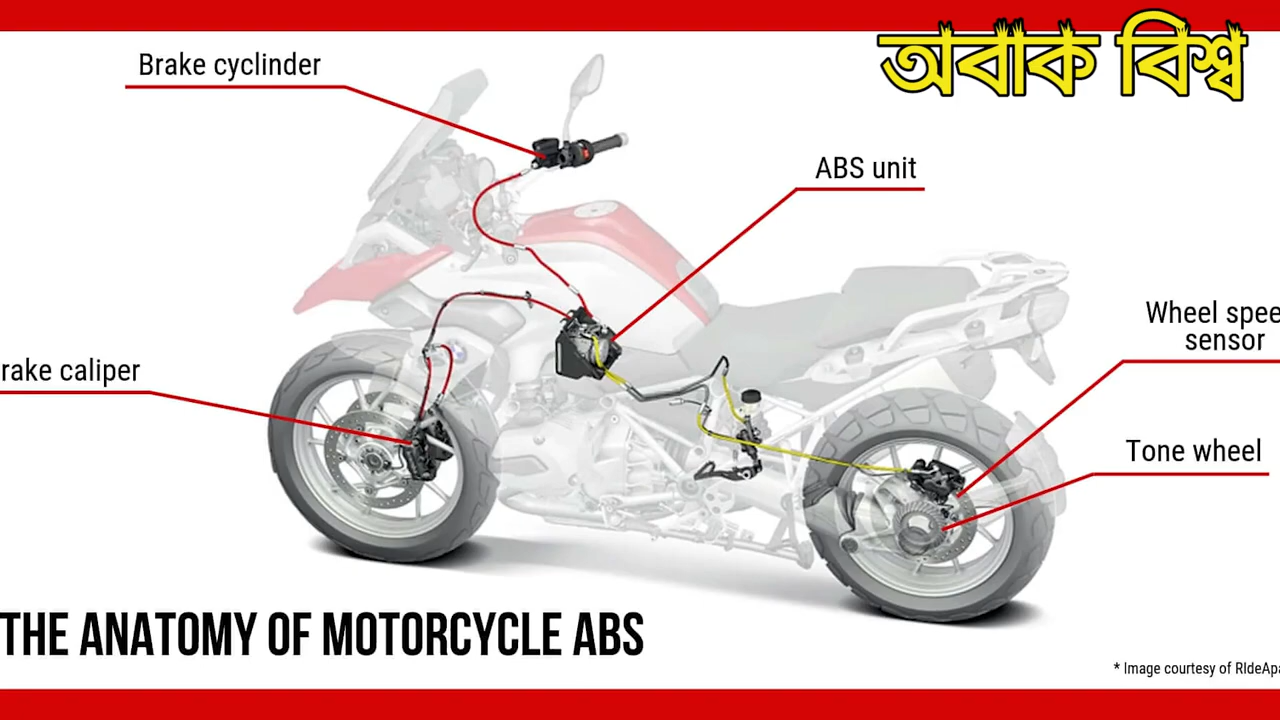 অবাক বিশ্ব
Brake cyclinder
ABS unit
Wheel spee
sensor
rake caliper
Tone wheel
THE ANATOMY OF MOTORCYCLE ABS
* Image courtesy of RIdeApa